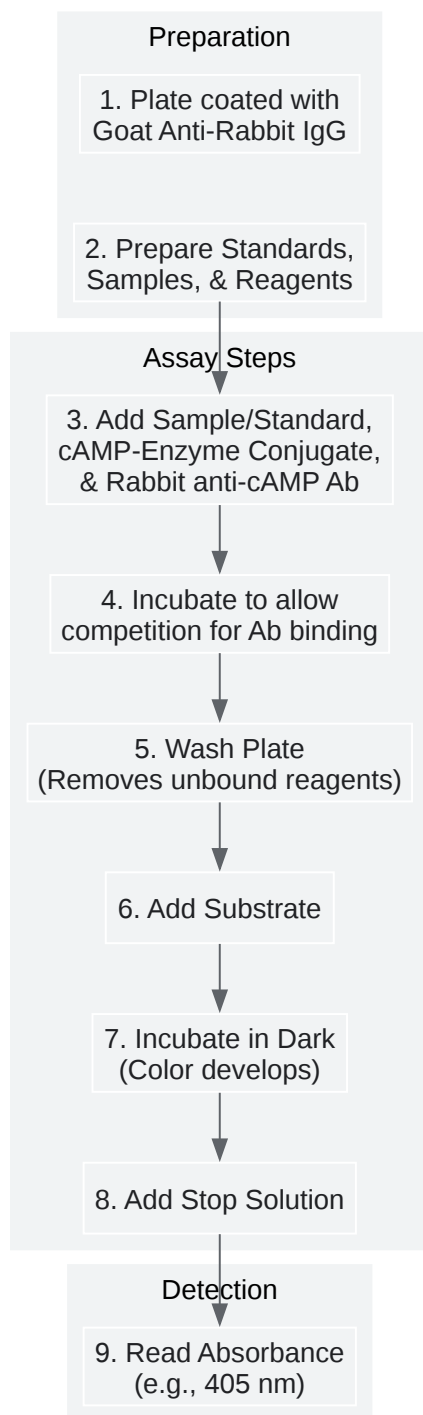 Preparation
1. Plate coated with
Goat Anti-Rabbit IgG
2. Prepare Standards,
Samples, & Reagents
Assay Steps
3. Add Sample/Standard,
cAMP-Enzyme Conjugate,
& Rabbit anti-cAMP Ab
4. Incubate to allow
competition for Ab binding
5. Wash Plate
(Removes unbound reagents)
6. Add Substrate
7. Incubate in Dark
(Color develops)
8. Add Stop Solution
Detection
9. Read Absorbance
(e.g., 405 nm)